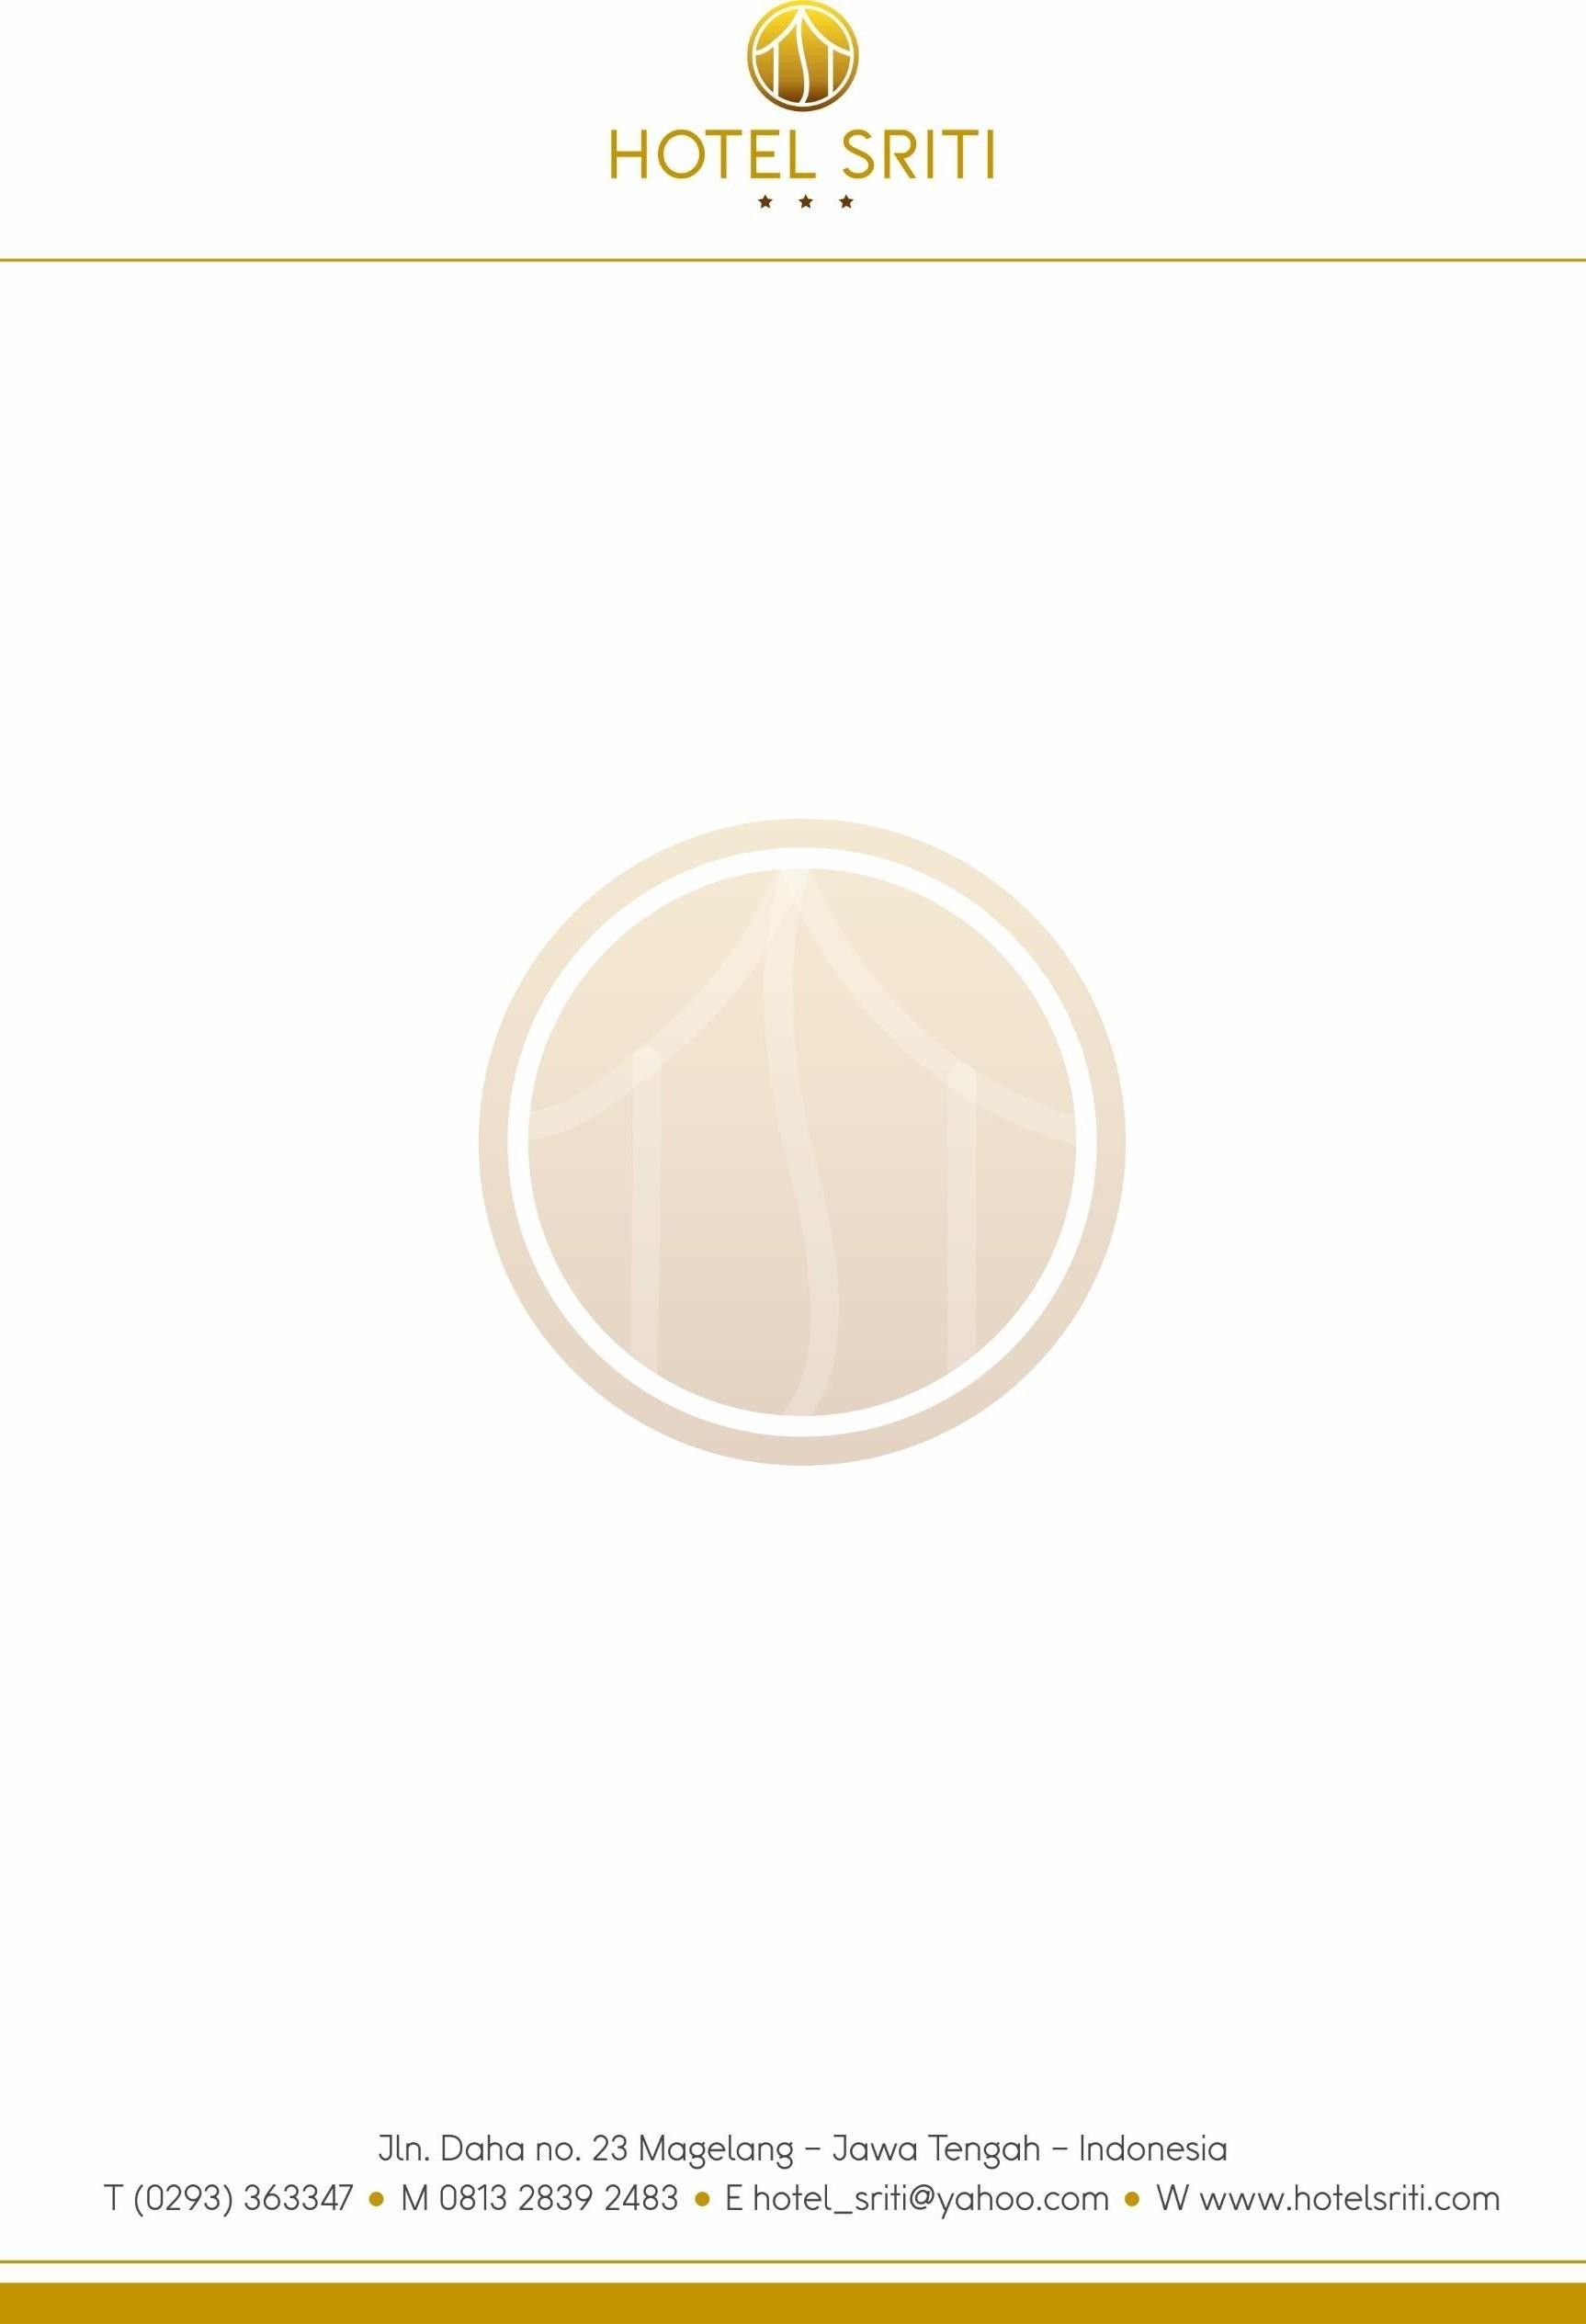 HOTEL SRITI
Jln. Daha no. 23 Magelang - Jawa Tengah - Indonesia
T (0293) 363347 • M 0813 2839 2483 • E hotel_sriti@yahoo.com • W www.hotelsriti.com